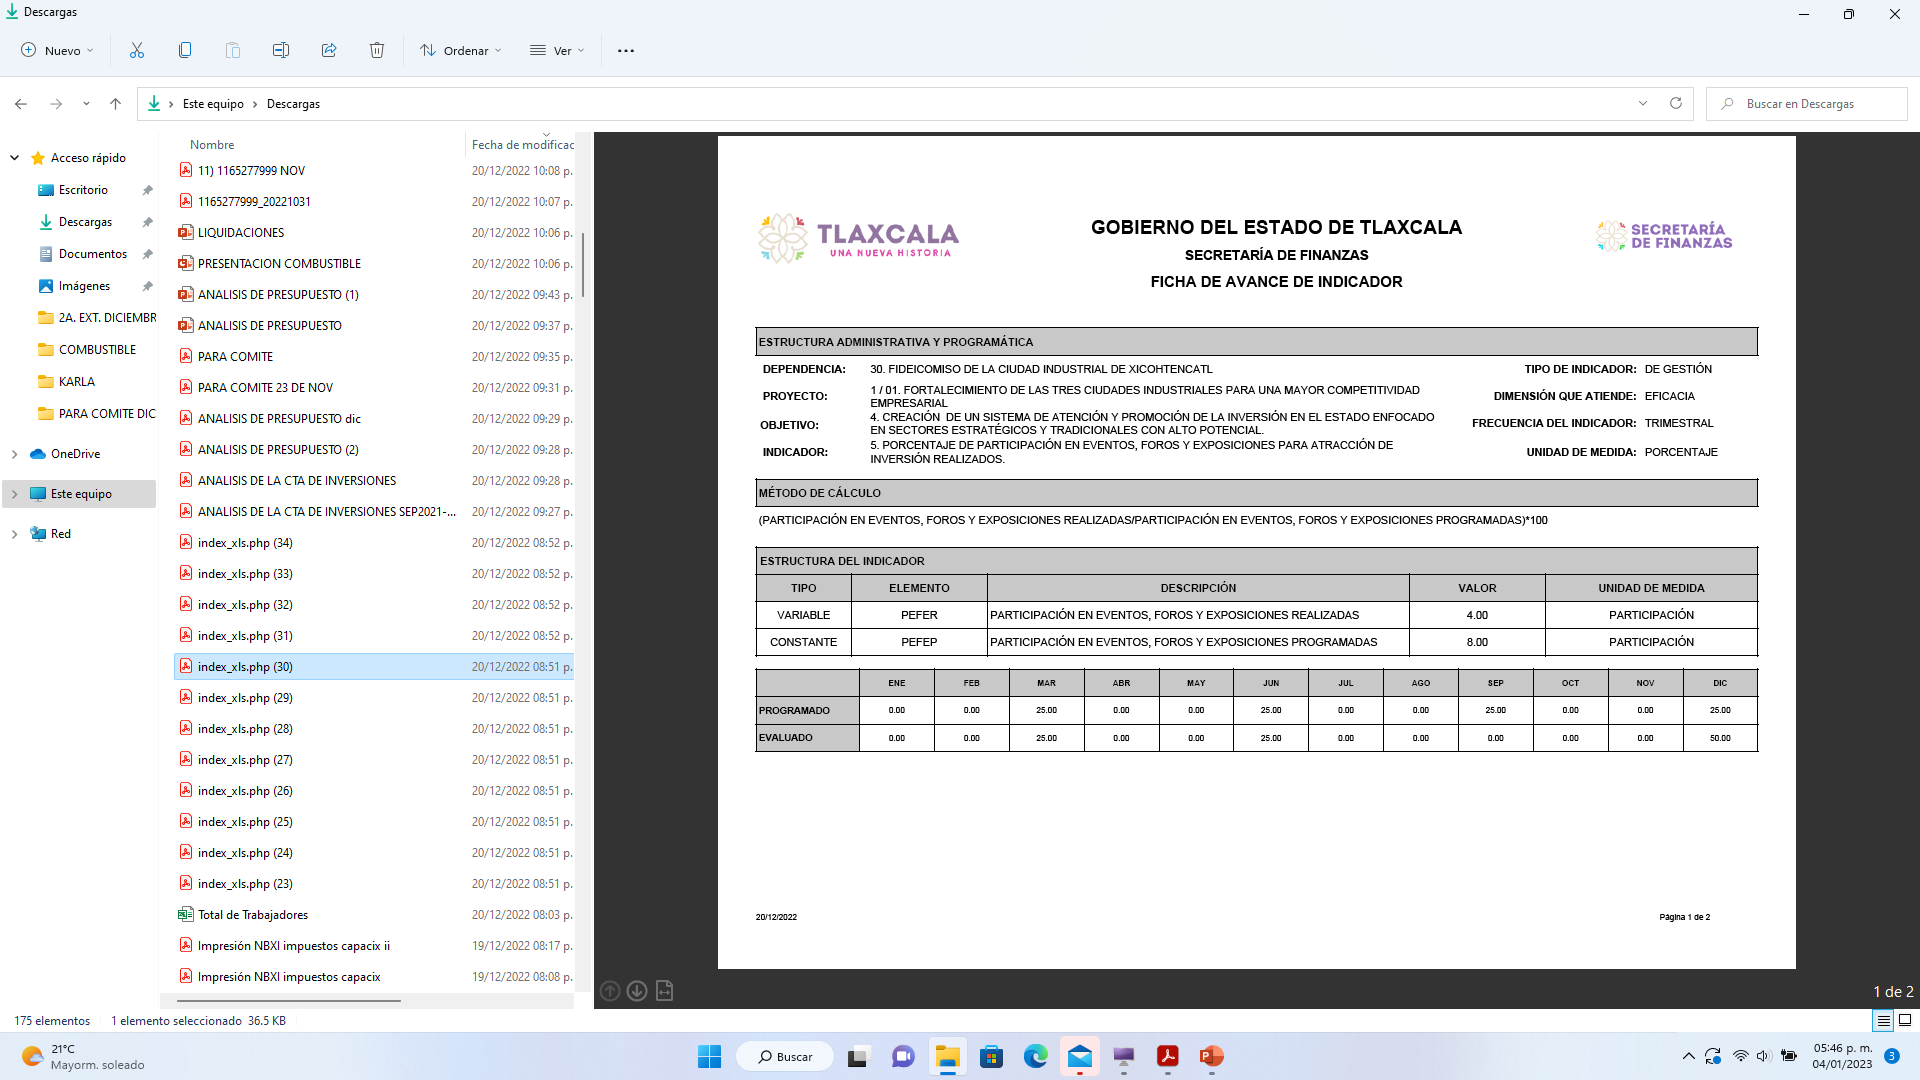 Descargas
Nuevo
Ordenar
Ver
Este equipo
Descargas
Buscar en Descargas
Acceso rápido
Escritorio
Descargas
Documentos
Imágenes
2A. EXT. DICIEMBR
COMBUSTIBLE
KARLA
PARA COMITE DIC
OneDrive
Este equipo
Red
Nombre Fecha de modificac
11) 1165277999 NOV 20/12/2022 10:08 p.
1165277999_20221031 20/12/2022 10:07 p.
LIQUIDACIONES 20/12/2022 10:06 p.
PRESENTACION COMBUSTIBLE 20/12/2022 10:06 p.
ANALISIS DE PRESUPUESTO (1) 20/12/2022 09:43 p.
ANALISIS DE PRESUPUESTO 20/12/2022 09:37 p.
PARA COMITE 20/12/2022 09:35 p.
PARA COMITE 23 DE NOV 20/12/2022 09:31 p.
ANALISIS DE PRESUPUESTO dic 20/12/2022 09:29 p.
ANALISIS DE PRESUPUESTO (2) 20/12/2022 09:28 p.
ANALISIS DE LA CTA DE INVERSIONES 20/12/2022 09:28 p.
ANALISIS DE LA CTA DE INVERSIONES SEP2021-... 20/12/2022 09:27 p.
index_xls.php (34) 20/12/2022 08:52 p.
index_xls.php (33) 20/12/2022 08:52 p.
index_xls.php (32) 20/12/2022 08:52 p.
index_xls.php (31) 20/12/2022 08:52 p.
index_xls.php (30) 20/12/2022 08:51 p.
index_xls.php (29) 20/12/2022 08:51 p.
index_xls.php (28) 20/12/2022 08:51 p.
index_xls.php (27) 20/12/2022 08:51 p.
index_xls.php (26) 20/12/2022 08:51 p.
index_xls.php (25) 20/12/2022 08:51 p.
index_xls.php (24) 20/12/2022 08:51 p.
index_xls.php (23) 20/12/2022 08:51 p.
Total de Trabajadores 20/12/2022 08:03 p.
Impresión NBXI impuestos capacix ii 19/12/2022 08:17 p.
Impresión NBXI impuestos capacix 19/12/2022 08:08 p.
TLAXCALA
UNA NUEVA HISTORIA
GOBIERNO DEL ESTADO DE TLAXCALA
SECRETARÍA DE FINANZAS
FICHA DE AVANCE DE INDICADOR
SECRETARÍA
DE FINANZAS
ESTRUCTURA ADMINISTRATIVA Y PROGRAMÁTICA
DEPENDENCIA: 30. FIDEICOMISO DE LA CIUDAD INDUSTRIAL DE XICOHTENCATL
PROYECTO: 1 / 01. FORTALECIMIENTO DE LAS TRES CIUDADES INDUSTRIALES PARA UNA MAYOR COMPETITIVIDAD
EMPRESARIAL
OBJETIVO: 4. CREACIÓN DE UN SISTEMA DE ATENCIÓN Y PROMOCIÓN DE LA INVERSIÓN EN EL ESTADO ENFOCADO
EN SECTORES ESTRATÉGICOS Y TRADICIONALES CON ALTO POTENCIAL.
INDICADOR: 5. PORCENTAJE DE PARTICIPACIÓN EN EVENTOS, FOROS Y EXPOSICIONES PARA ATRACCIÓN DE
INVERSIÓN REALIZADOS.
TIPO DE INDICADOR: DE GESTIÓN
DIMENSIÓN QUE ATIENDE: EFICACIA
FRECUENCIA DEL INDICADOR: TRIMESTRAL
UNIDAD DE MEDIDA: PORCENTAJE
MÉTODO DE CÁLCULO
(PARTICIPACIÓN EN EVENTOS, FOROS Y EXPOSICIONES REALIZADAS/PARTICIPACIÓN EN EVENTOS, FOROS Y EXPOSICIONES PROGRAMADAS)*100
ESTRUCTURA DEL INDICADOR
TIPO ELEMENTO DESCRIPCIÓN VALOR UNIDAD DE MEDIDA
VARIABLE PEFER PARTICIPACIÓN EN EVENTOS, FOROS Y EXPOSICIONES REALIZADAS 4.00 PARTICIPACIÓN
CONSTANTE PEFEP PARTICIPACIÓN EN EVENTOS, FOROS Y EXPOSICIONES PROGRAMADAS 8.00 PARTICIPACIÓN
ENE FEB MAR ABR MAY JUN JUL AGO SEP OCT NOV DIC
PROGRAMADO 0.00 0.00 25.00 0.00 0.00 25.00 0.00 0.00 25.00 0.00 0.00 25.00
EVALUADO 0.00 0.00 25.00 0.00 0.00 25.00 0.00 0.00 0.00 0.00 0.00 50.00
20/12/2022 Página 1 de 2
1 de 2
175 elementos 1 elemento seleccionado 36.5 KB
21°C
Mayorm. soleado
Buscar
05:46 p. m.
04/01/2023
3